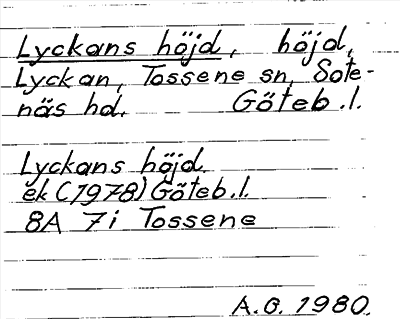 Lyckans höjd, höjd,
Lyckan, Tossene sn, Sote-
näs hd. Göteb.l.
Lyckans höjd.
ek (1978) Göteb.l.
8A 7i Tossene
A.G. 1980.